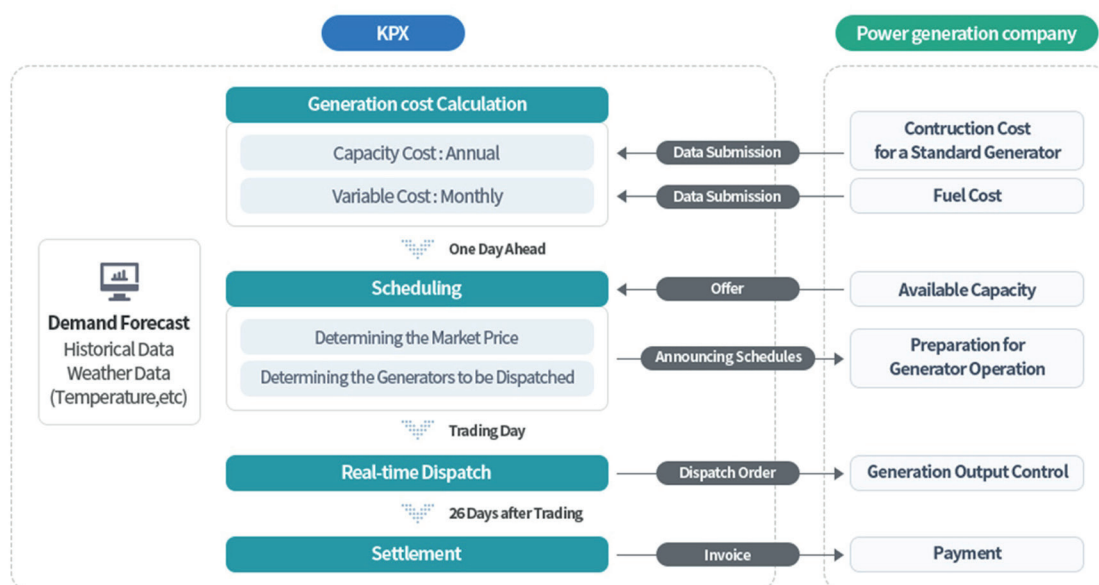 KPX
Power generation company
Generation cost Calculation
Capacity Cost : Annual
Data Submission
Contruction Cost
for a Standard Generator
Variable Cost : Monthly
Data Submission
Fuel Cost
One Day Ahead
Demand Forecast
Historical Data
Weather Data
(Temperature,etc)
Scheduling
Offer
Available Capacity
Determining the Market Price
Determining the Generators to be Dispatched
Announcing Schedules
Preparation for
Generator Operation
Trading Day
Real-time Dispatch
Dispatch Order
Generation Output Control
26 Days after Trading
Settlement
Invoice
Payment